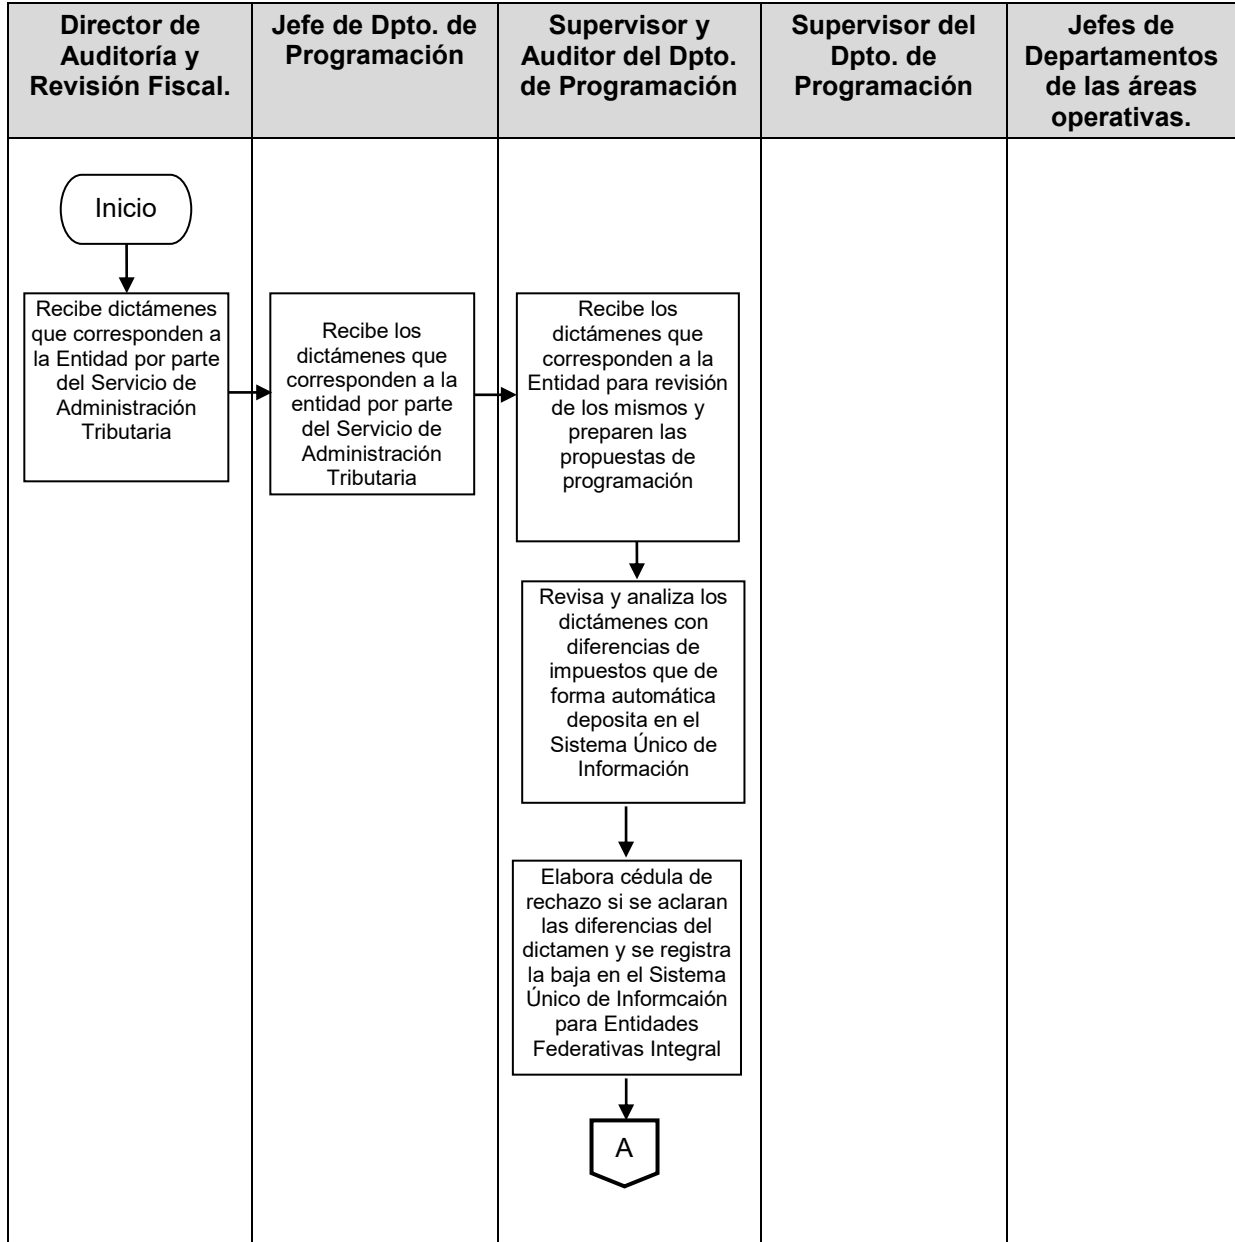 Director de
Auditoría y
Revisión Fiscal.
Jefe de Dpto. de
Programación
Supervisor y
Auditor del Dpto.
de Programación
Supervisor del
Dpto. de
Programación
Jefes de
Departamentos
de las áreas
operativas.
Inicio
Recibe dictámenes
que corresponden a
la Entidad por parte
del Servicio de
Administración
Tributaria
Recibe los
dictámenes que
corresponden a la
entidad por parte
del Servicio de
Administración
Tributaria
Recibe los
dictámenes que
corresponden a la
Entidad para revisión
de los mismos y
preparen las
propuestas de
programación
Revisa y analiza los
dictámenes con
diferencias de
impuestos que de
forma automática
deposita en el
Sistema Único de
Información
Elabora cédula de
rechazo si se aclaran
las diferencias del
dictamen y se registra
la baja en el Sistema
Único de Informcaión
para Entidades
Federativas Integral
A